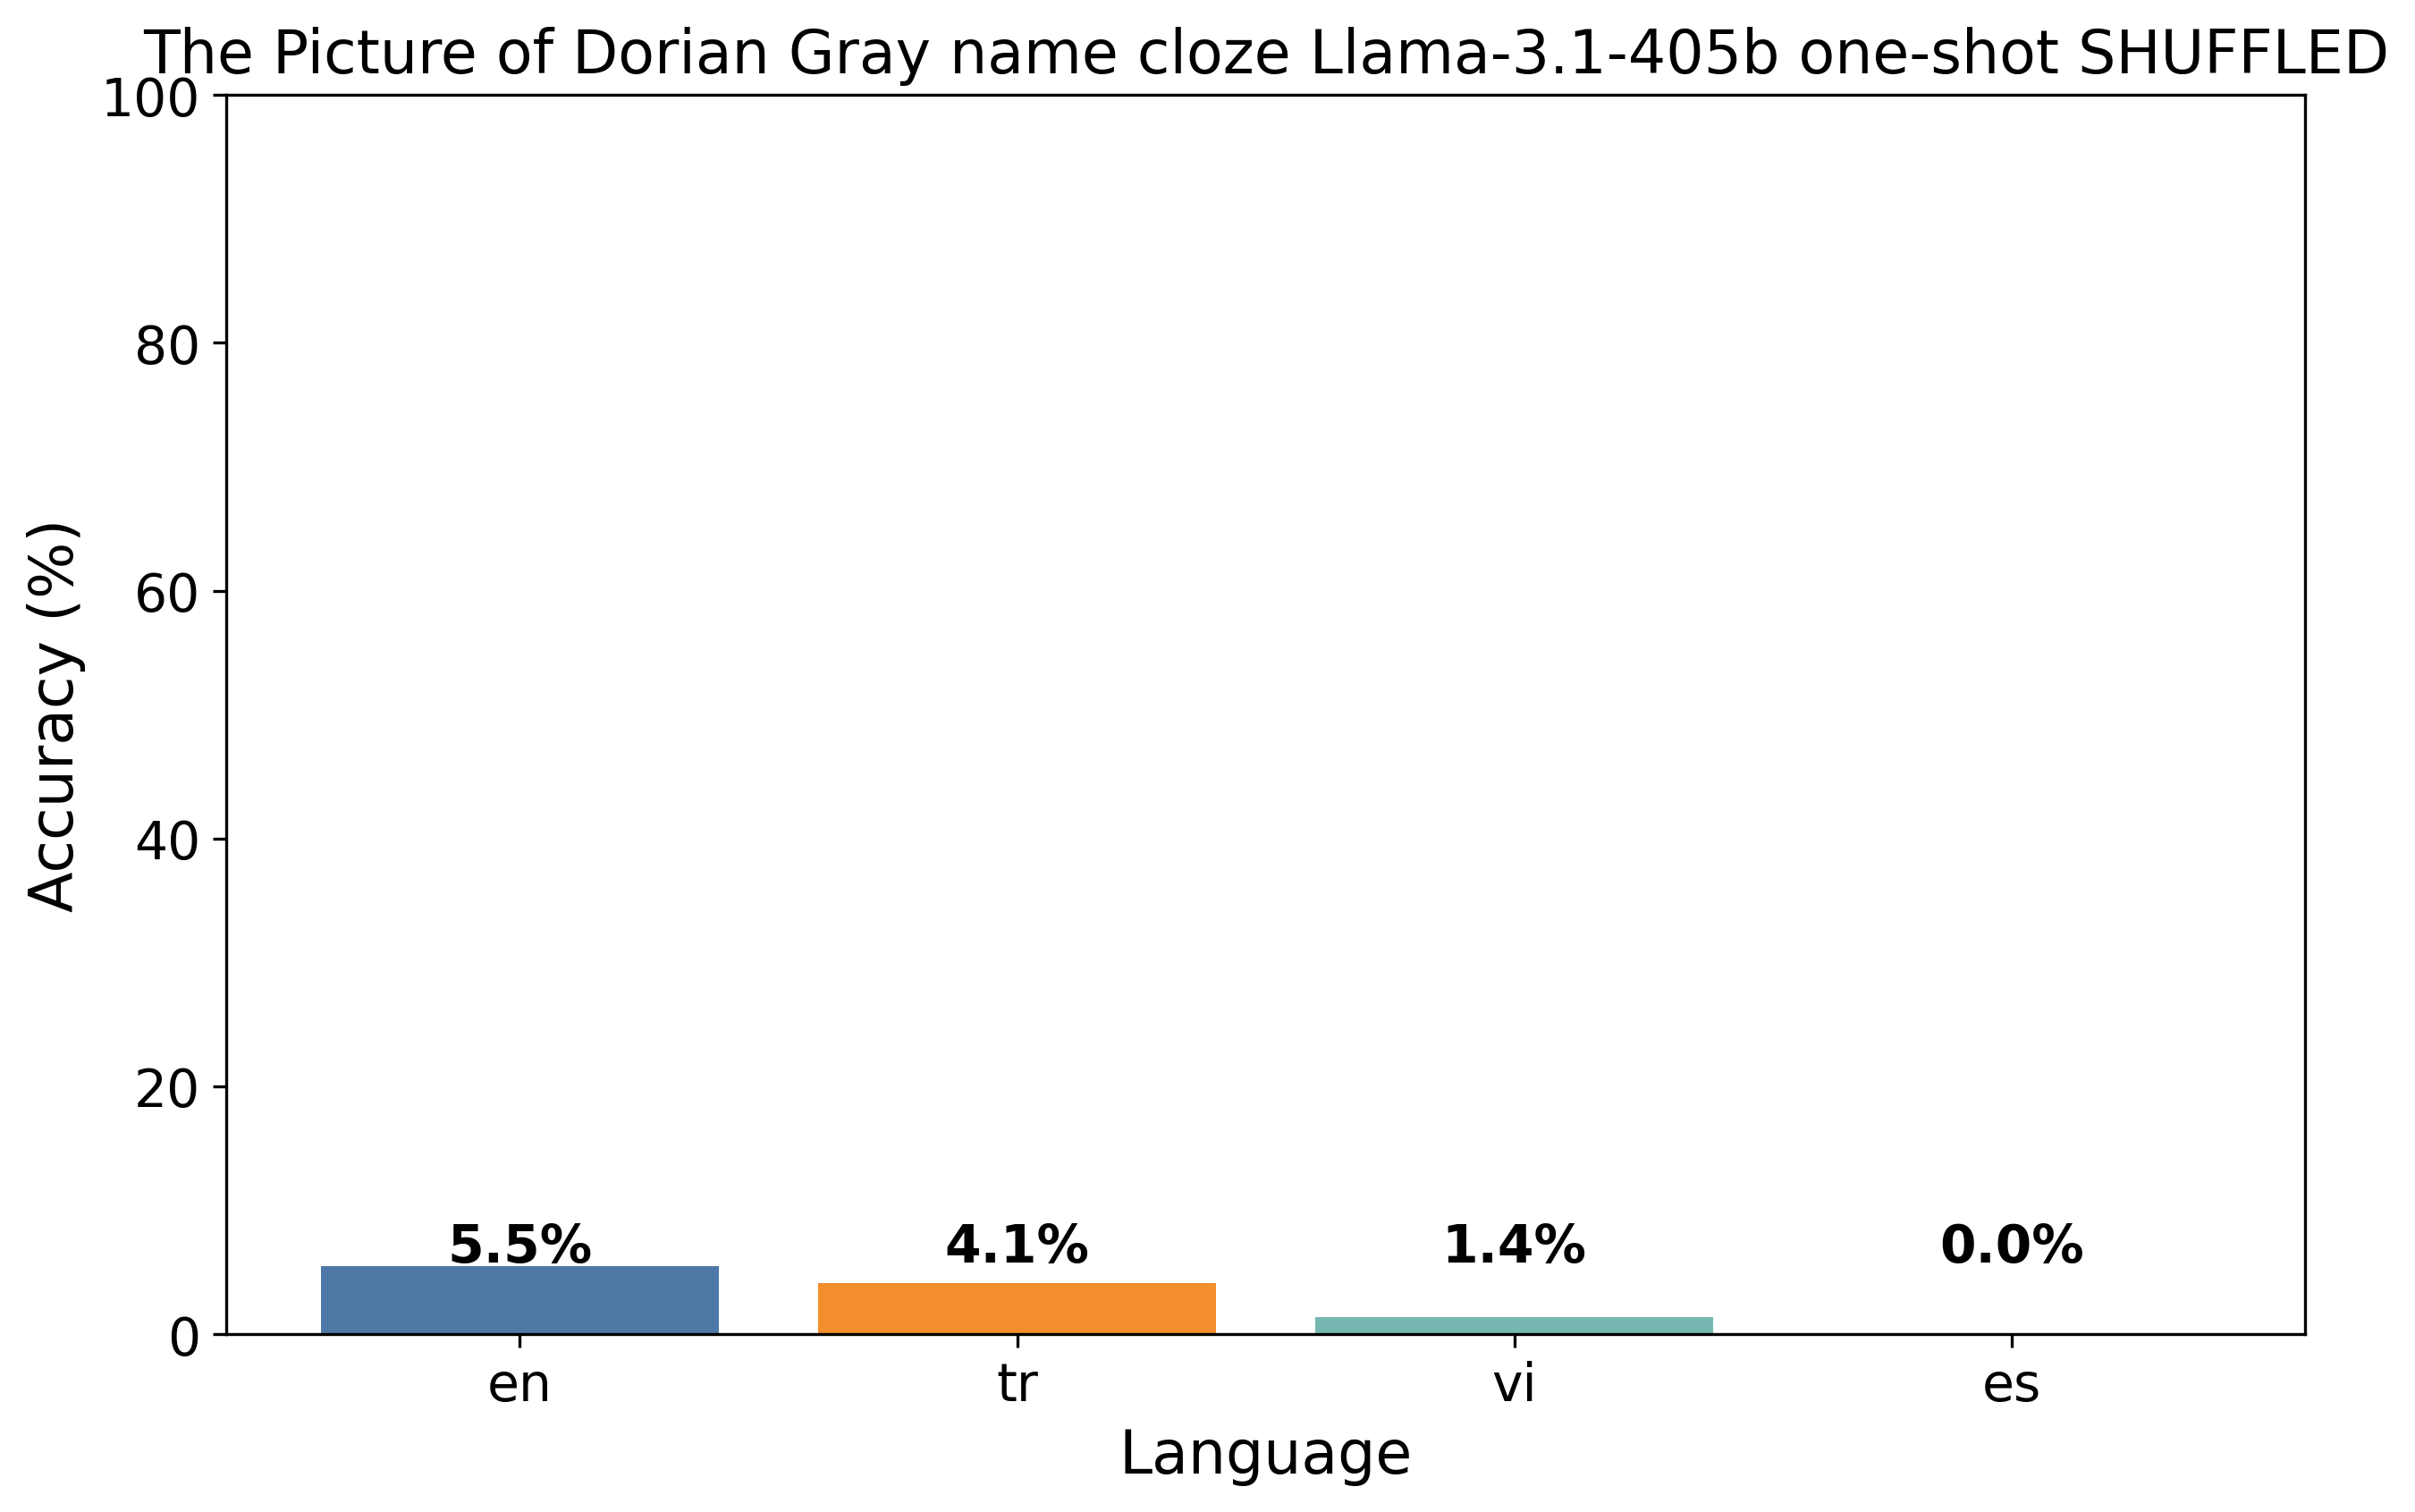 The Picture of Dorian Gray name cloze Llama-3.1-405b one-shot SHUFFLED
100
80
60
40
20
0
Accuracy (%)
5.5%
4.1%
1.4%
0.0%
en
tr
vi
es
Language